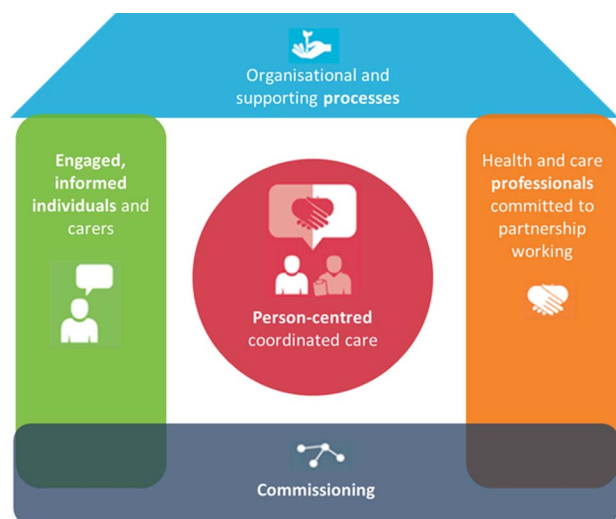 Organisational and
supporting processes
Engaged,
informed
individuals and
carers
Health and care
professionals
committed to
partnership
working
Person-centred
coordinated care
Commissioning